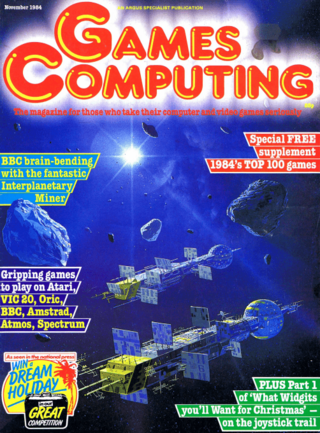 November 1984
AN ARGUS SPECIALIST PUBLICATION
GAMES
COMPUTING
The magazine for those who take their computer and video games seriously
Special FREE
supplement
1984's TOP 100 games
BBC brain-bending
with the fantastic
Interplanetary
Miner
Gripping games
to play on Atari,
VIC 20, Oric,
BBC, Amstrad,
Atmos, Spectrum
As seen in the national press
WIN A
DREAM
HOLIDAY
GREAT
COMPETITION
PLUS Part 1
of 'What Widgits
you'll Want for Christmas' –
on the joystick trail